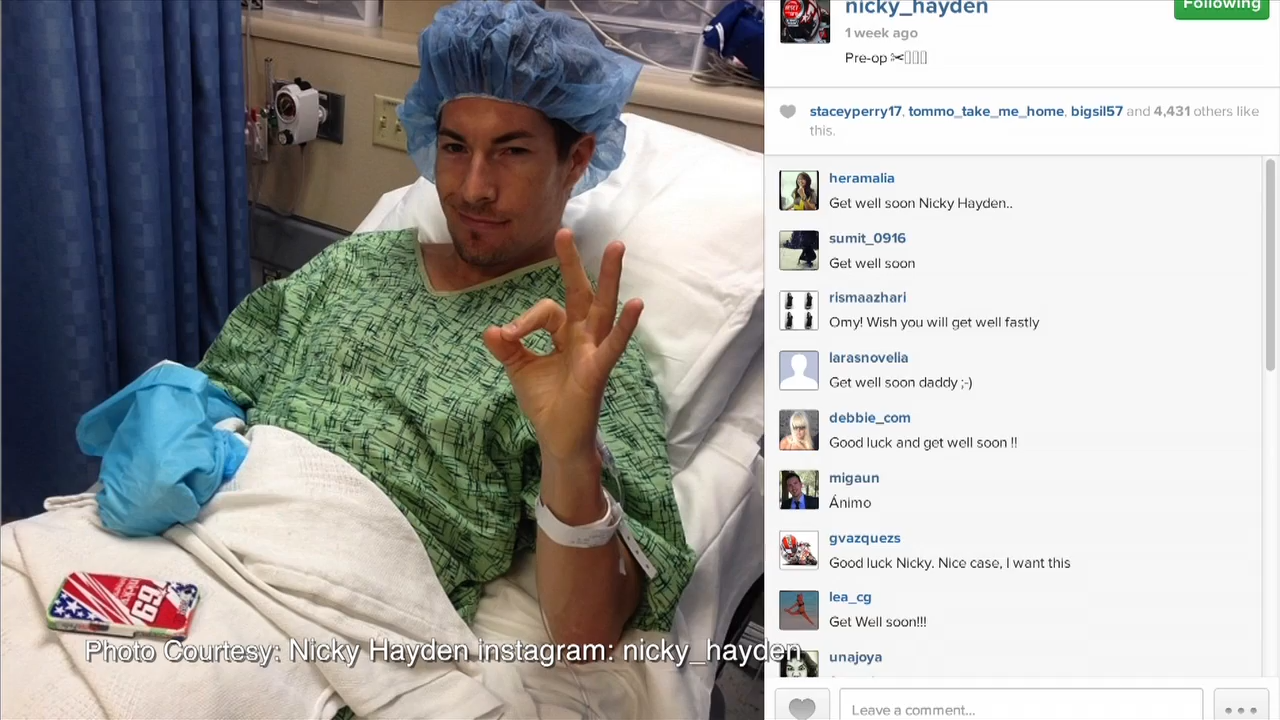 nicky_hayden
Following
1 week ago
Pre-op ✂
staceyperry17, tommo_take_me_home, bigsil57 and 4,431 others like
this.
heramalia
Get well soon Nicky Hayden..
sumit_0916
Get well soon
rismaazhari
Omy! Wish you will get well fastly
larasnovelia
Get well soon daddy ;-)
debbie_com
Good luck and get well soon !!
migaun
Ánimo
gvazquezs
Good luck Nicky. Nice case, I want this
lea_cg
Get Well soon!!!
unajoya
Leave a comment...
69
Photo Courtesy: Nicky Hayden instagram: nicky_hayden